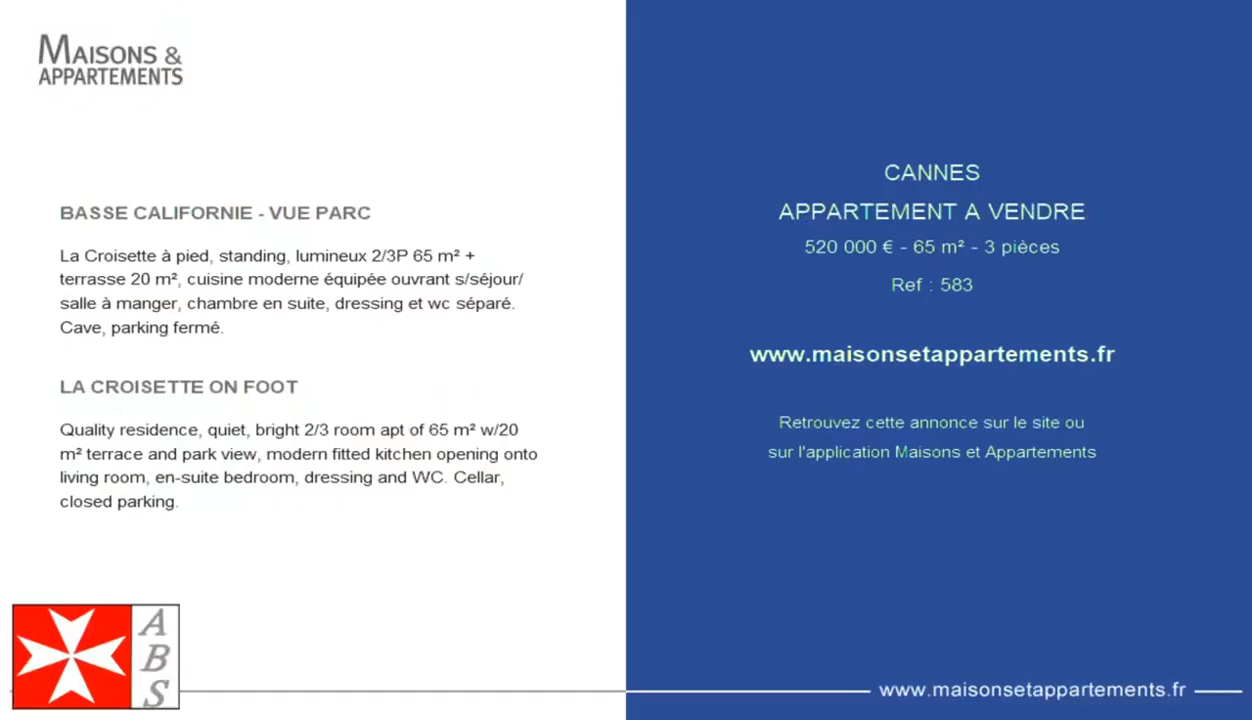 MAISONS &
APPARTEMENTS
BASSE CALIFORNIE - VUE PARC
La Croisette à pied, standing, lumineux 2/3P 65 m² +
terrasse 20 m², cuisine moderne équipée ouvrant s/séjour/
salle à manger, chambre en suite, dressing et wc séparé.
Cave, parking fermé.
LA CROISETTE ON FOOT
Quality residence, quiet, bright 2/3 room apt of 65 m² w/20
m² terrace and park view, modern fitted kitchen opening onto
living room, en-suite bedroom, dressing and WC. Cellar,
closed parking.
ABS
CANNES
APPARTEMENT A VENDRE
520 000 € - 65 m² - 3 pièces
Ref : 583
www.maisonsetappartements.fr
Retrouvez cette annonce sur le site ou
sur l'application Maisons et Appartements
www.maisonsetappartements.fr